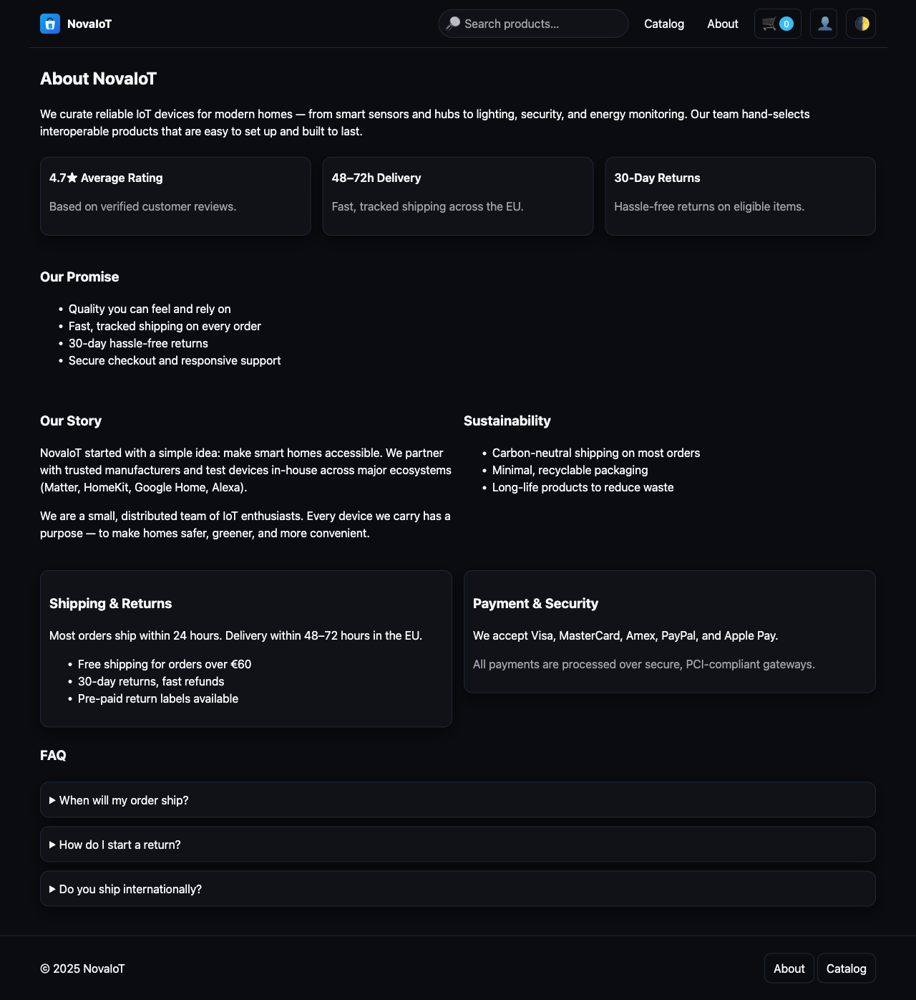 NovaIoT
Search products...
Catalog
About
0
About NovaIoT
We curate reliable IoT devices for modern homes — from smart sensors and hubs to lighting, security, and energy monitoring. Our team hand-selects
interoperable products that are easy to set up and built to last.
4.7★ Average Rating
Based on verified customer reviews.
48–72h Delivery
Fast, tracked shipping across the EU.
30-Day Returns
Hassle-free returns on eligible items.
Our Promise
• Quality you can feel and rely on
• Fast, tracked shipping on every order
• 30-day hassle-free returns
• Secure checkout and responsive support
Our Story
NovaIoT started with a simple idea: make smart homes accessible. We partner
with trusted manufacturers and test devices in-house across major ecosystems
(Matter, HomeKit, Google Home, Alexa).
We are a small, distributed team of IoT enthusiasts. Every device we carry has a
purpose — to make homes safer, greener, and more convenient.
Sustainability
• Carbon-neutral shipping on most orders
• Minimal, recyclable packaging
• Long-life products to reduce waste
Shipping & Returns
Most orders ship within 24 hours. Delivery within 48–72 hours in the EU.
• Free shipping for orders over €60
• 30-day returns, fast refunds
• Pre-paid return labels available
Payment & Security
We accept Visa, MasterCard, Amex, PayPal, and Apple Pay.
All payments are processed over secure, PCI-compliant gateways.
FAQ
When will my order ship?
How do I start a return?
Do you ship internationally?
© 2025 NovaIoT
About
Catalog